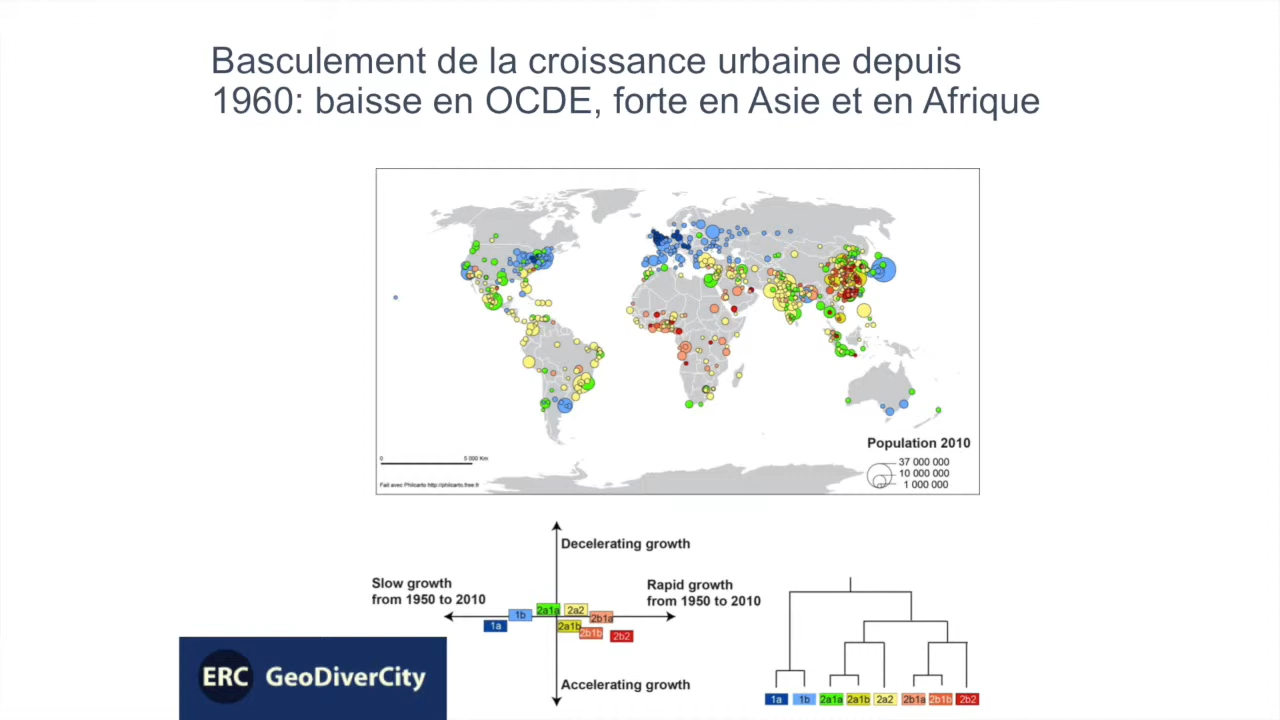 Basculement de la croissance urbaine depuis
1960: baisse en OCDE, forte en Asie et en Afrique
Population 2010
37 000 000
10 000 000
1 000 000
0 5 000 Km
Fait avec Philcarto http://philcarto.free.fr
Decelerating growth
Slow growth
from 1950 to 2010
Rapid growth
from 1950 to 2010
1a 1b 2a1a 2a2 2b1a
2a1b 2b1b 2b2
Accelerating growth
1a 1b 2a1a 2a1b 2a2 2b1a 2b1b 2b2
ERC GeoDiverCity